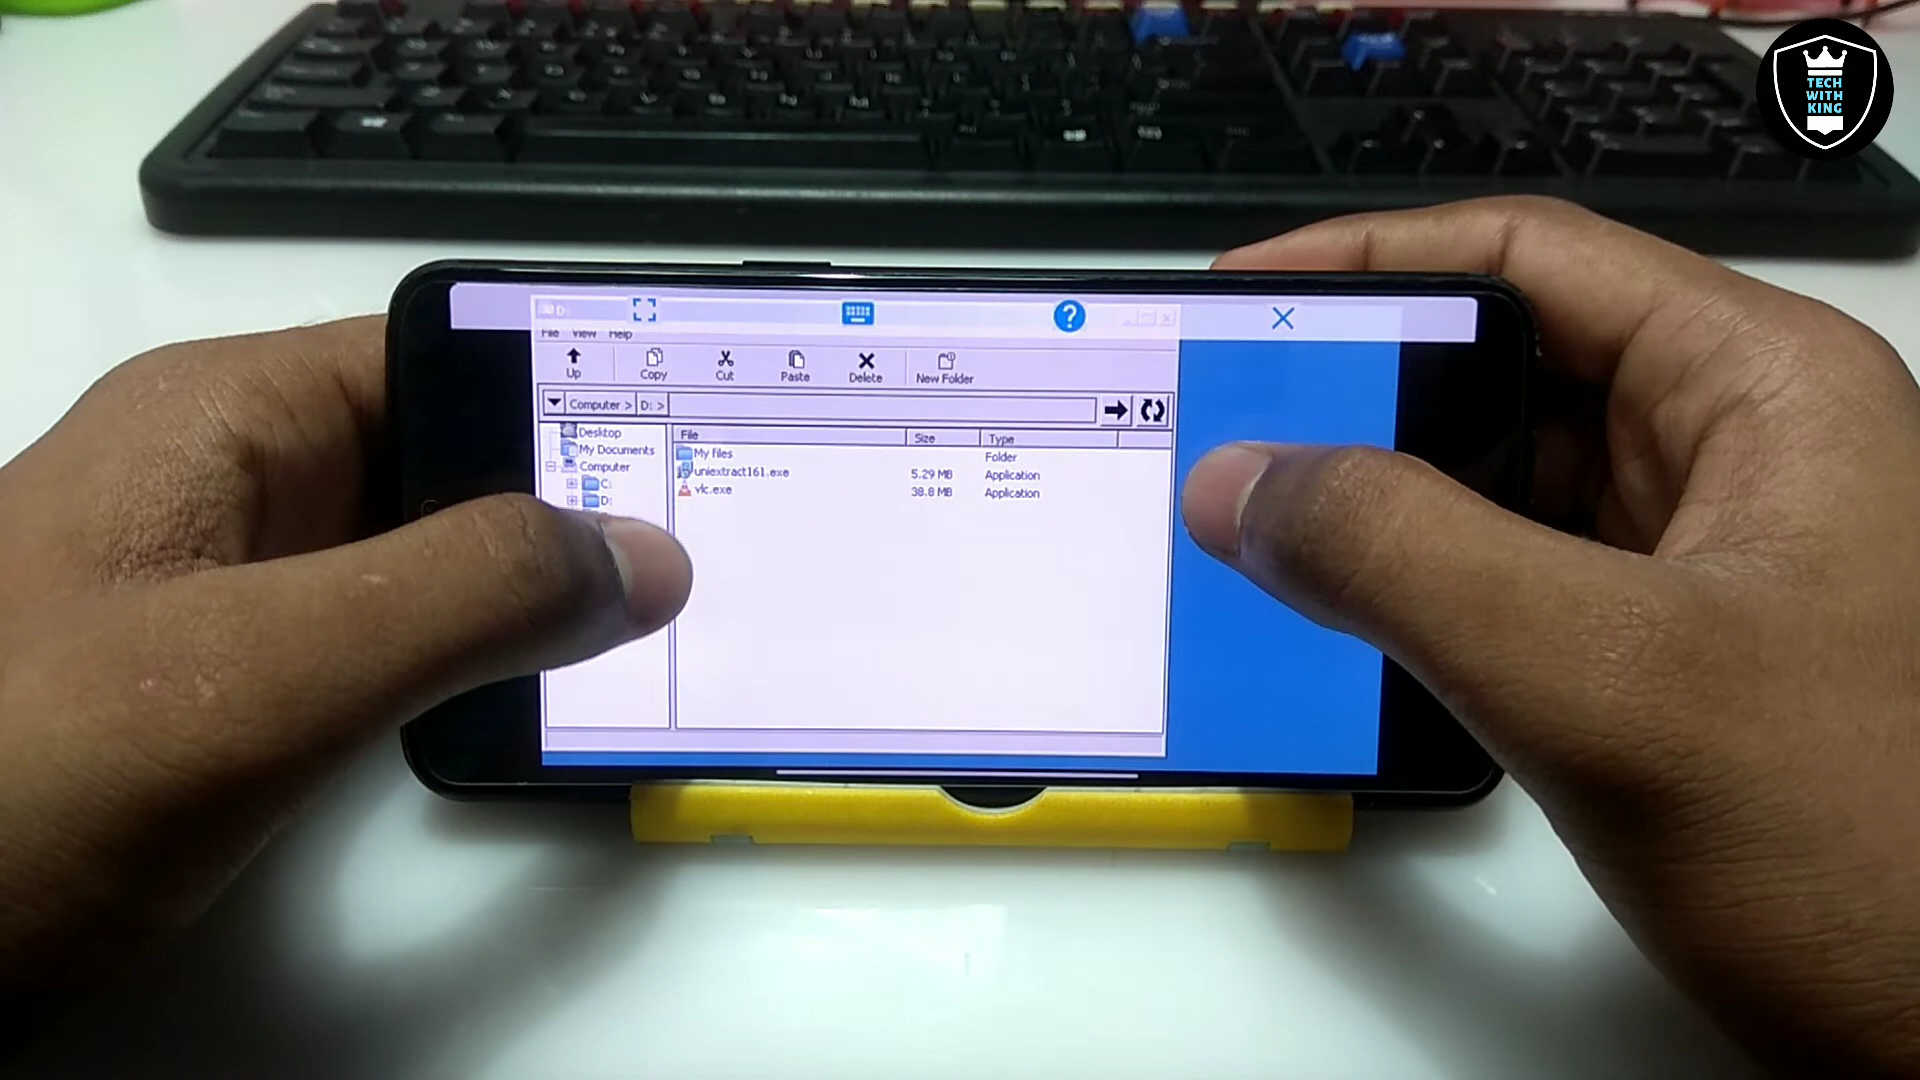 TECH
WITH
KING
D:
File View Help
Up Copy Cut Paste Delete New Folder
Computer > D: >
Desktop
My Documents
Computer
C:
D:
File Size Type
My files Folder
uniextract161.exe 5.29 MB Application
vlc.exe 38.8 MB Application